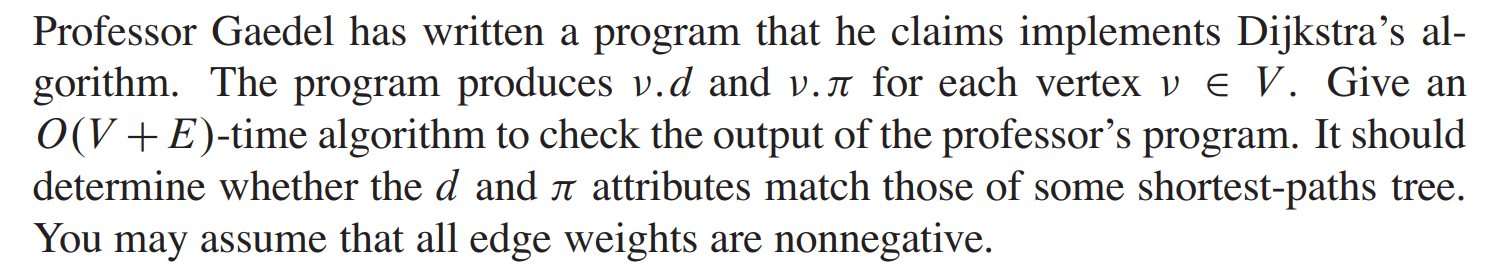 Professor Gaedel has written a program that he claims implements Dijkstra’s al-
gorithm. The program produces ν.d and ν.π for each vertex ν ∈ V. Give an
O(V + E)-time algorithm to check the output of the professor’s program. It should
determine whether the d and π attributes match those of some shortest-paths tree.
You may assume that all edge weights are nonnegative.